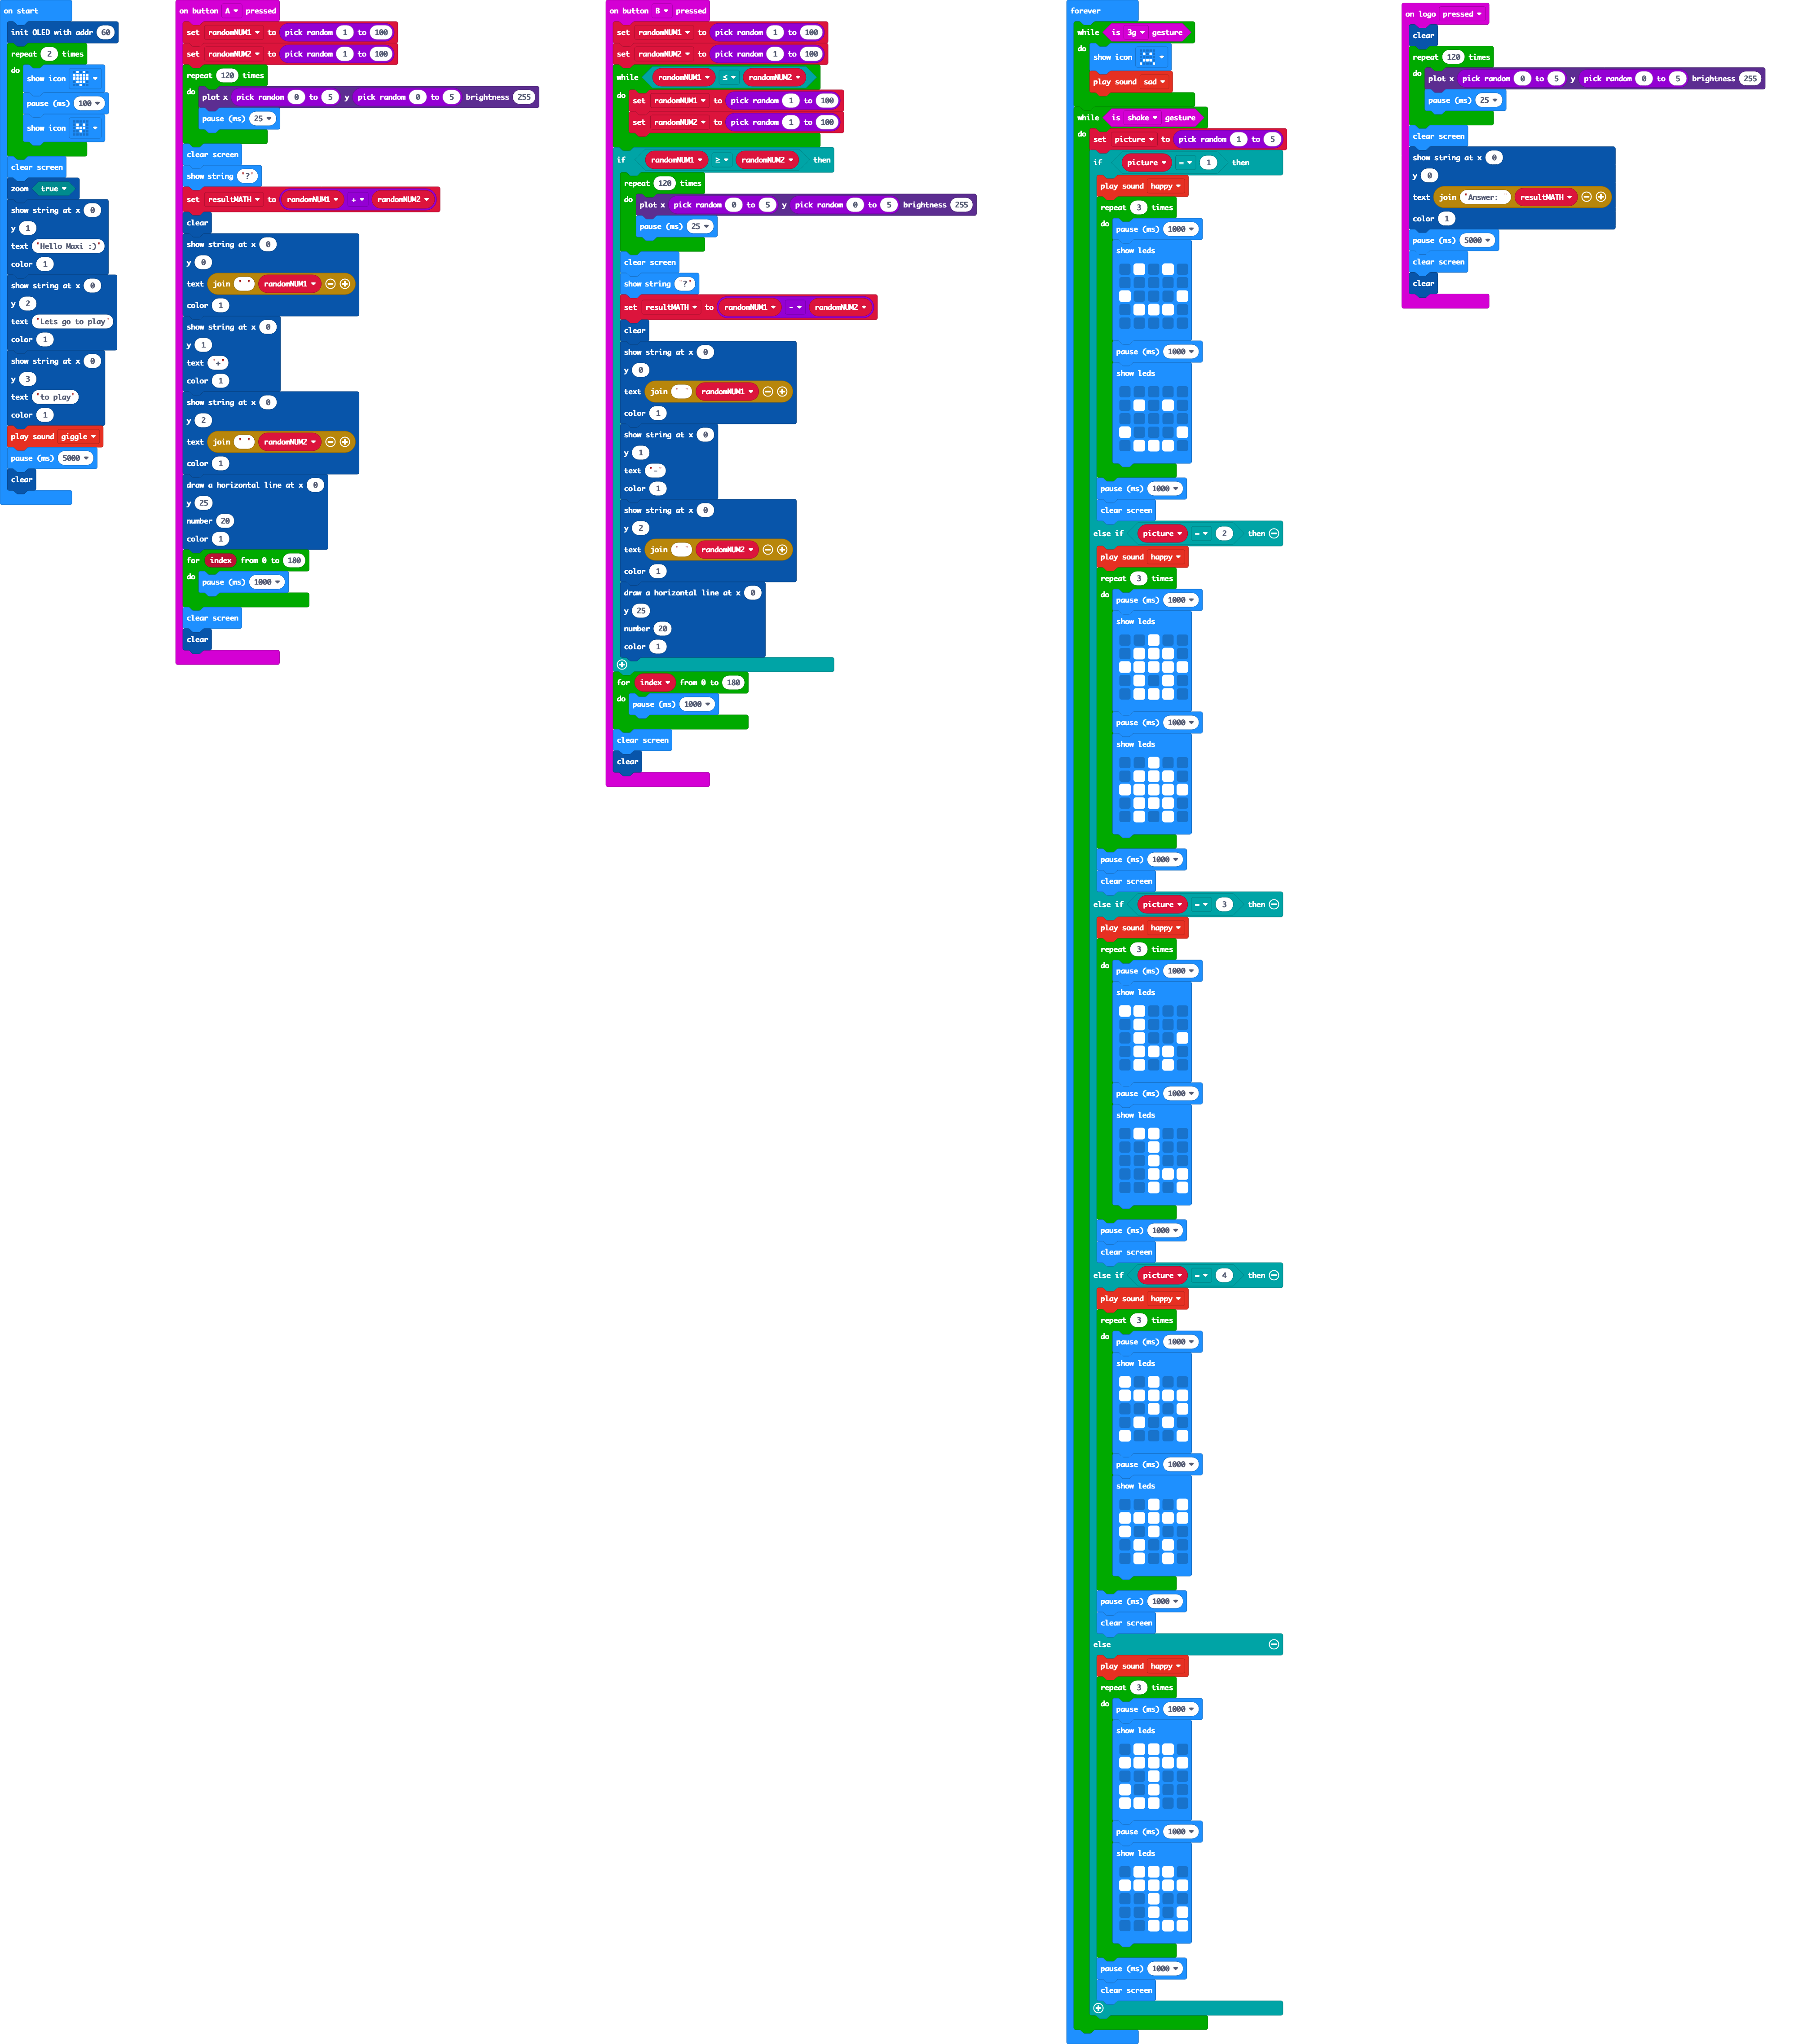 on start
init OLED with addr 60
repeat 2 times
do
show icon
pause (ms) 100
show icon
clear screen
zoom true
show string at x 0
y 1
text "Hello Maxi :)"
color 1
show string at x 0
y 2
text "Lets go to play"
color 1
show string at x 0
y 3
text "to play"
color 1
play sound giggle
pause (ms) 5000
clear
on button A pressed
set randomNUM1 to pick random 1 to 100
set randomNUM2 to pick random 1 to 100
repeat 120 times
do plot x pick random 0 to 5 y pick random 0 to 5 brightness 255
pause (ms) 25
clear screen
show string "?"
set resultMATH to randomNUM1 + randomNUM2
clear
show string at x 0
y 0
text join " " randomNUM1
color 1
show string at x 0
y 1
text "+"
color 1
show string at x 0
y 2
text join " " randomNUM2
color 1
draw a horizontal line at x 0
y 25
number 20
color 1
for index from 0 to 180
do pause (ms) 1000
clear screen
clear
on button B pressed
set randomNUM1 to pick random 1 to 100
set randomNUM2 to pick random 1 to 100
while randomNUM1 ≤ randomNUM2
do set randomNUM1 to pick random 1 to 100
set randomNUM2 to pick random 1 to 100
if randomNUM1 ≥ randomNUM2 then
repeat 120 times
do plot x pick random 0 to 5 y pick random 0 to 5 brightness 255
pause (ms) 25
clear screen
show string "?"
set resultMATH to randomNUM1 - randomNUM2
clear
show string at x 0
y 0
text join " " randomNUM1
color 1
show string at x 0
y 1
text "-"
color 1
show string at x 0
y 2
text join " " randomNUM2
color 1
draw a horizontal line at x 0
y 25
number 20
color 1
for index from 0 to 180
do pause (ms) 1000
clear screen
clear
forever
while is 3g gesture
do
show icon
play sound sad
while is shake gesture
do set picture to pick random 1 to 5
if picture = 1 then
play sound happy
repeat 3 times
do pause (ms) 1000
show leds
pause (ms) 1000
show leds
pause (ms) 1000
clear screen
else if picture = 2 then
play sound happy
repeat 3 times
do pause (ms) 1000
show leds
pause (ms) 1000
show leds
pause (ms) 1000
clear screen
else if picture = 3 then
play sound happy
repeat 3 times
do pause (ms) 1000
show leds
pause (ms) 1000
show leds
pause (ms) 1000
clear screen
else if picture = 4 then
play sound happy
repeat 3 times
do pause (ms) 1000
show leds
pause (ms) 1000
show leds
pause (ms) 1000
clear screen
else
play sound happy
repeat 3 times
do pause (ms) 1000
show leds
pause (ms) 1000
show leds
pause (ms) 1000
clear screen
on logo pressed
clear
repeat 120 times
do plot x pick random 0 to 5 y pick random 0 to 5 brightness 255
pause (ms) 25
clear screen
show string at x 0
y 0
text join "Answer: " resultMATH
color 1
pause (ms) 5000
clear screen
clear